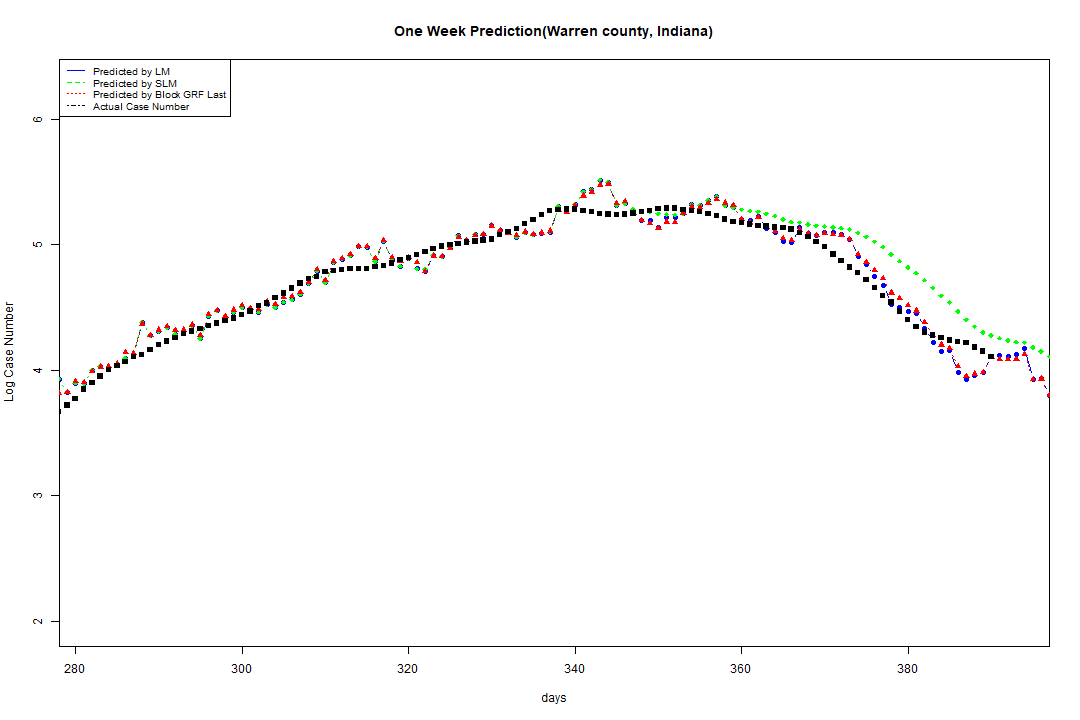 One Week Prediction(Warren county, Indiana)
Predicted by LM
Predicted by SLM
Predicted by Block GRF Last
Actual Case Number
6
5
4
3
2
Log Case Number
280 300 320 340 360 380
days